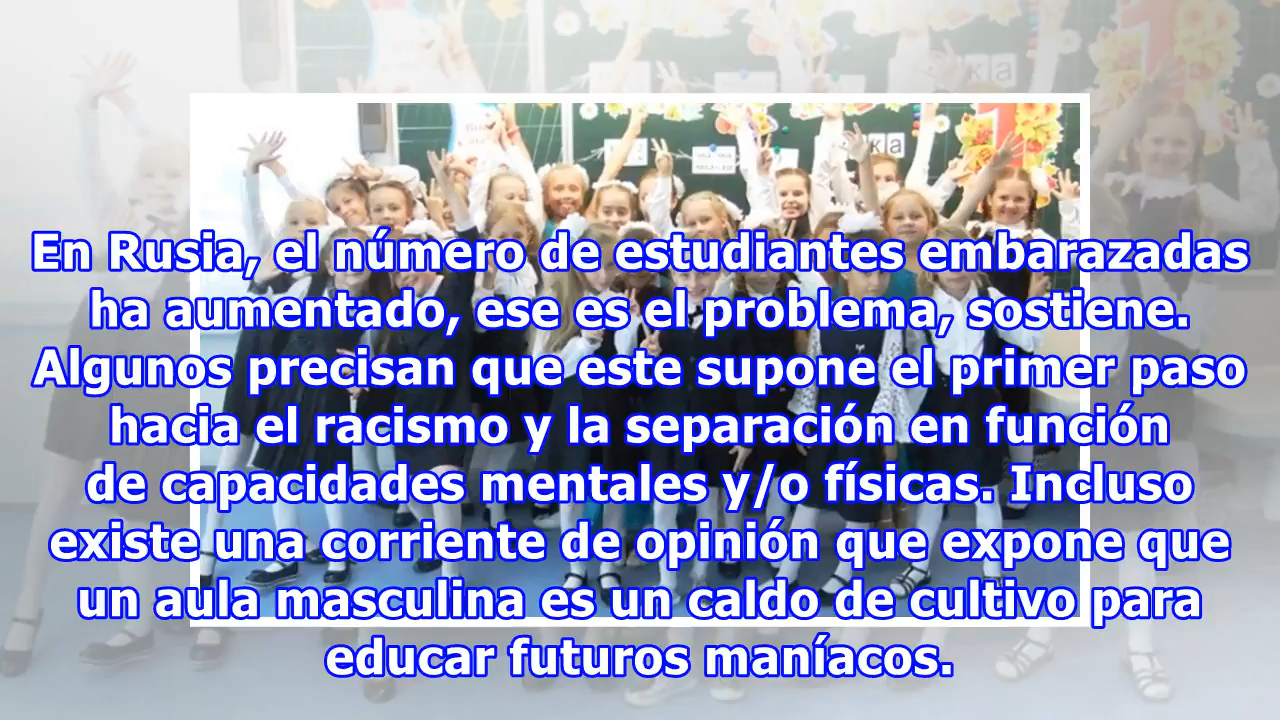 En Rusia, el número de estudiantes embarazadas
ha aumentado, ese es el problema, sostiene.
Algunos precisan que este supone el primer paso
hacia el racismo y la separación en función
de capacidades mentales y/o físicas. Incluso
existe una corriente de opinión que expone que
un aula masculina es un caldo de cultivo para
educar futuros maníacos.